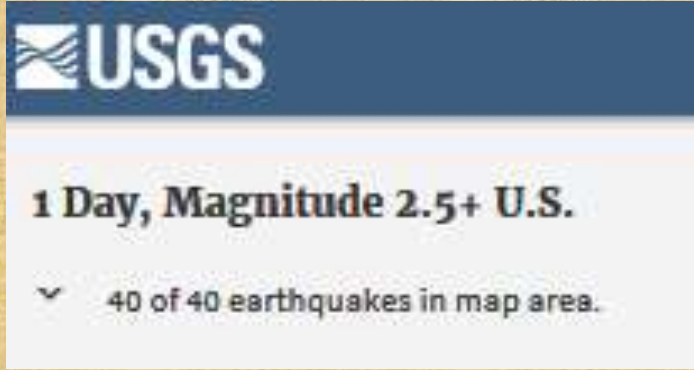 USGS
1 Day, Magnitude 2.5+ U.S.
40 of 40 earthquakes in map area.